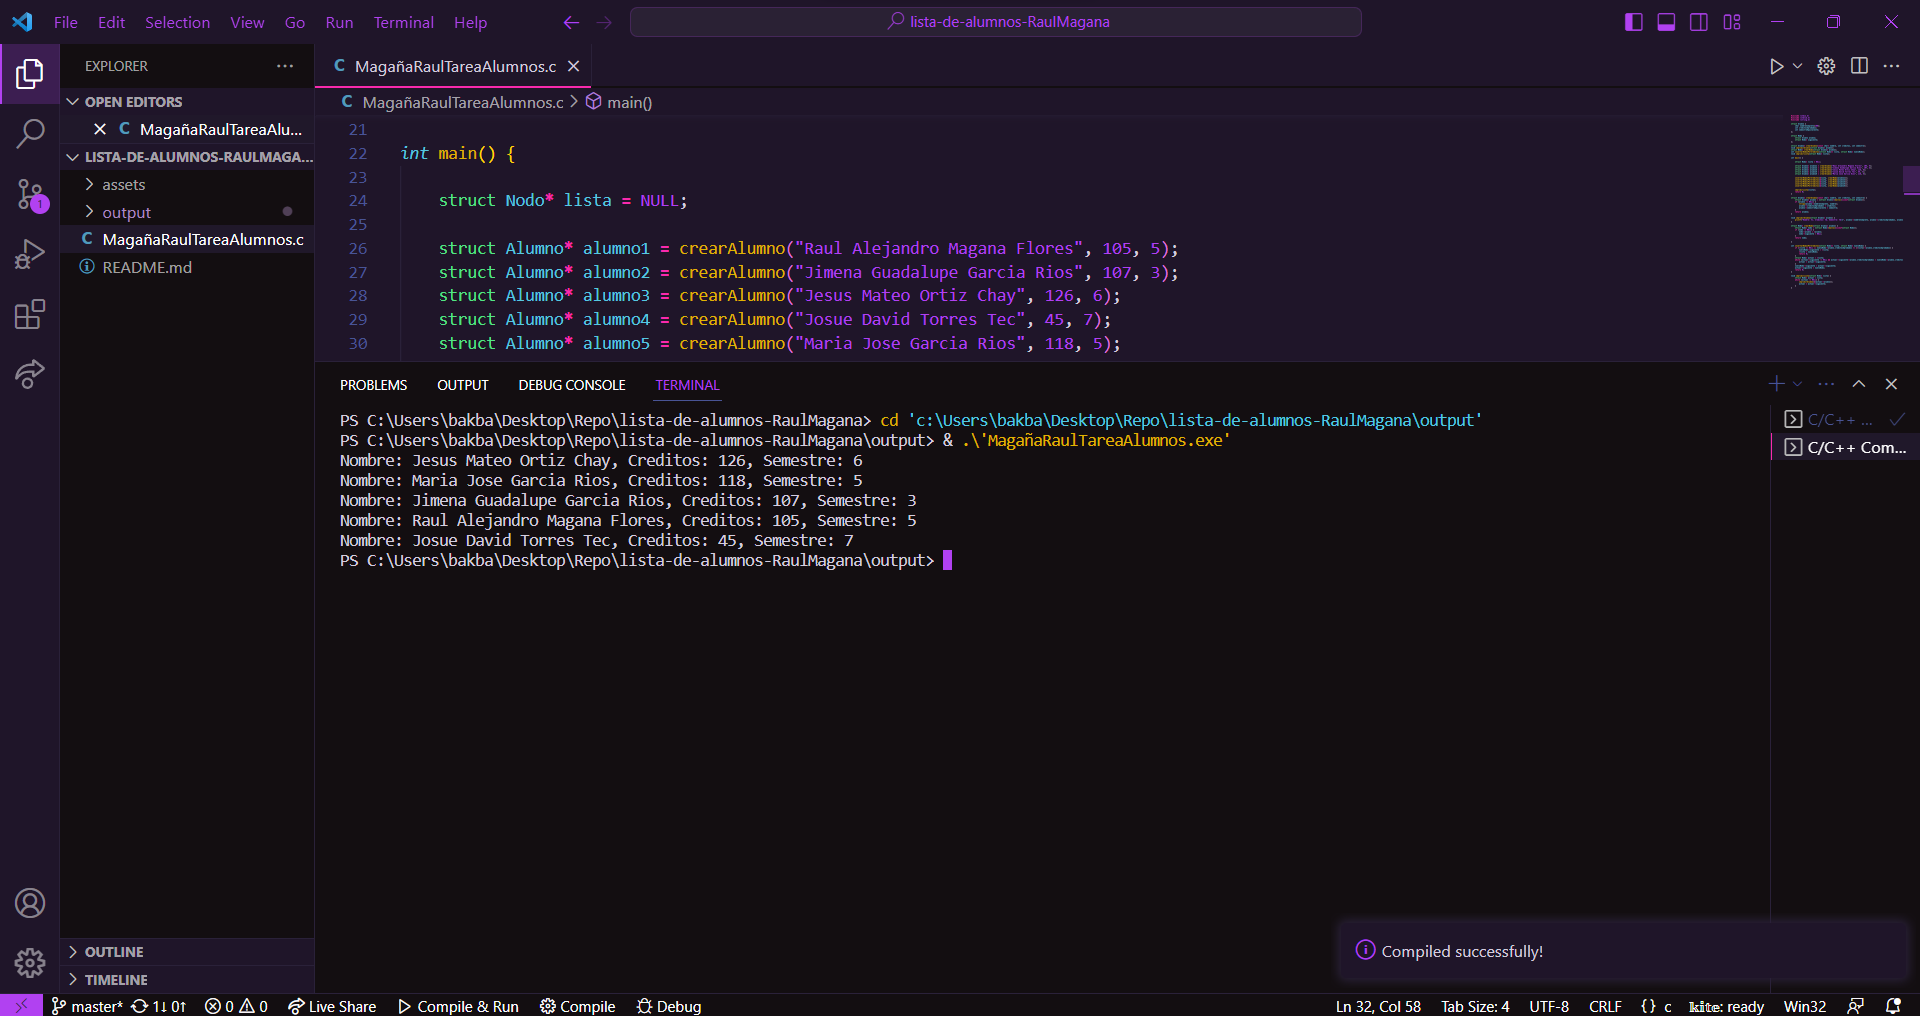 File Edit Selection View Go Run Terminal Help
lista-de-alumnos-RaulMagana
EXPLORER
OPEN EDITORS
MagañaRaulTareaAlu...
LISTA-DE-ALUMNOS-RAULMAGA...
assets
output
C MagañaRaulTareaAlumnos.c
README.md
OUTLINE
TIMELINE
C MagañaRaulTareaAlumnos.c
C MagañaRaulTareaAlumnos.c > main()
21
22 int main() {
23
24 struct Nodo* lista = NULL;
25
26 struct Alumno* alumno1 = crearAlumno("Raul Alejandro Magana Flores", 105, 5);
27 struct Alumno* alumno2 = crearAlumno("Jimena Guadalupe Garcia Rios", 107, 3);
28 struct Alumno* alumno3 = crearAlumno("Jesus Mateo Ortiz Chay", 126, 6);
29 struct Alumno* alumno4 = crearAlumno("Josue David Torres Tec", 45, 7);
30 struct Alumno* alumno5 = crearAlumno("Maria Jose Garcia Rios", 118, 5);
PROBLEMS OUTPUT DEBUG CONSOLE TERMINAL
PS C:\Users\bakba\Desktop\Repo\lista-de-alumnos-RaulMagana> cd 'c:\Users\bakba\Desktop\Repo\lista-de-alumnos-RaulMagana\output'
PS C:\Users\bakba\Desktop\Repo\lista-de-alumnos-RaulMagana\output> & .\'MagañaRaulTareaAlumnos.exe'
Nombre: Jesus Mateo Ortiz Chay, Creditos: 126, Semestre: 6
Nombre: Maria Jose Garcia Rios, Creditos: 118, Semestre: 5
Nombre: Jimena Guadalupe Garcia Rios, Creditos: 107, Semestre: 3
Nombre: Raul Alejandro Magana Flores, Creditos: 105, Semestre: 5
Nombre: Josue David Torres Tec, Creditos: 45, Semestre: 7
PS C:\Users\bakba\Desktop\Repo\lista-de-alumnos-RaulMagana\output>
C/C++ ...
C/C++ Com...
Compiled successfully!
master* 1↓ 0↑ 0 0 Live Share Compile & Run Compile Debug
Ln 32, Col 58 Tab Size: 4 UTF-8 CRLF {} c kite: ready Win32